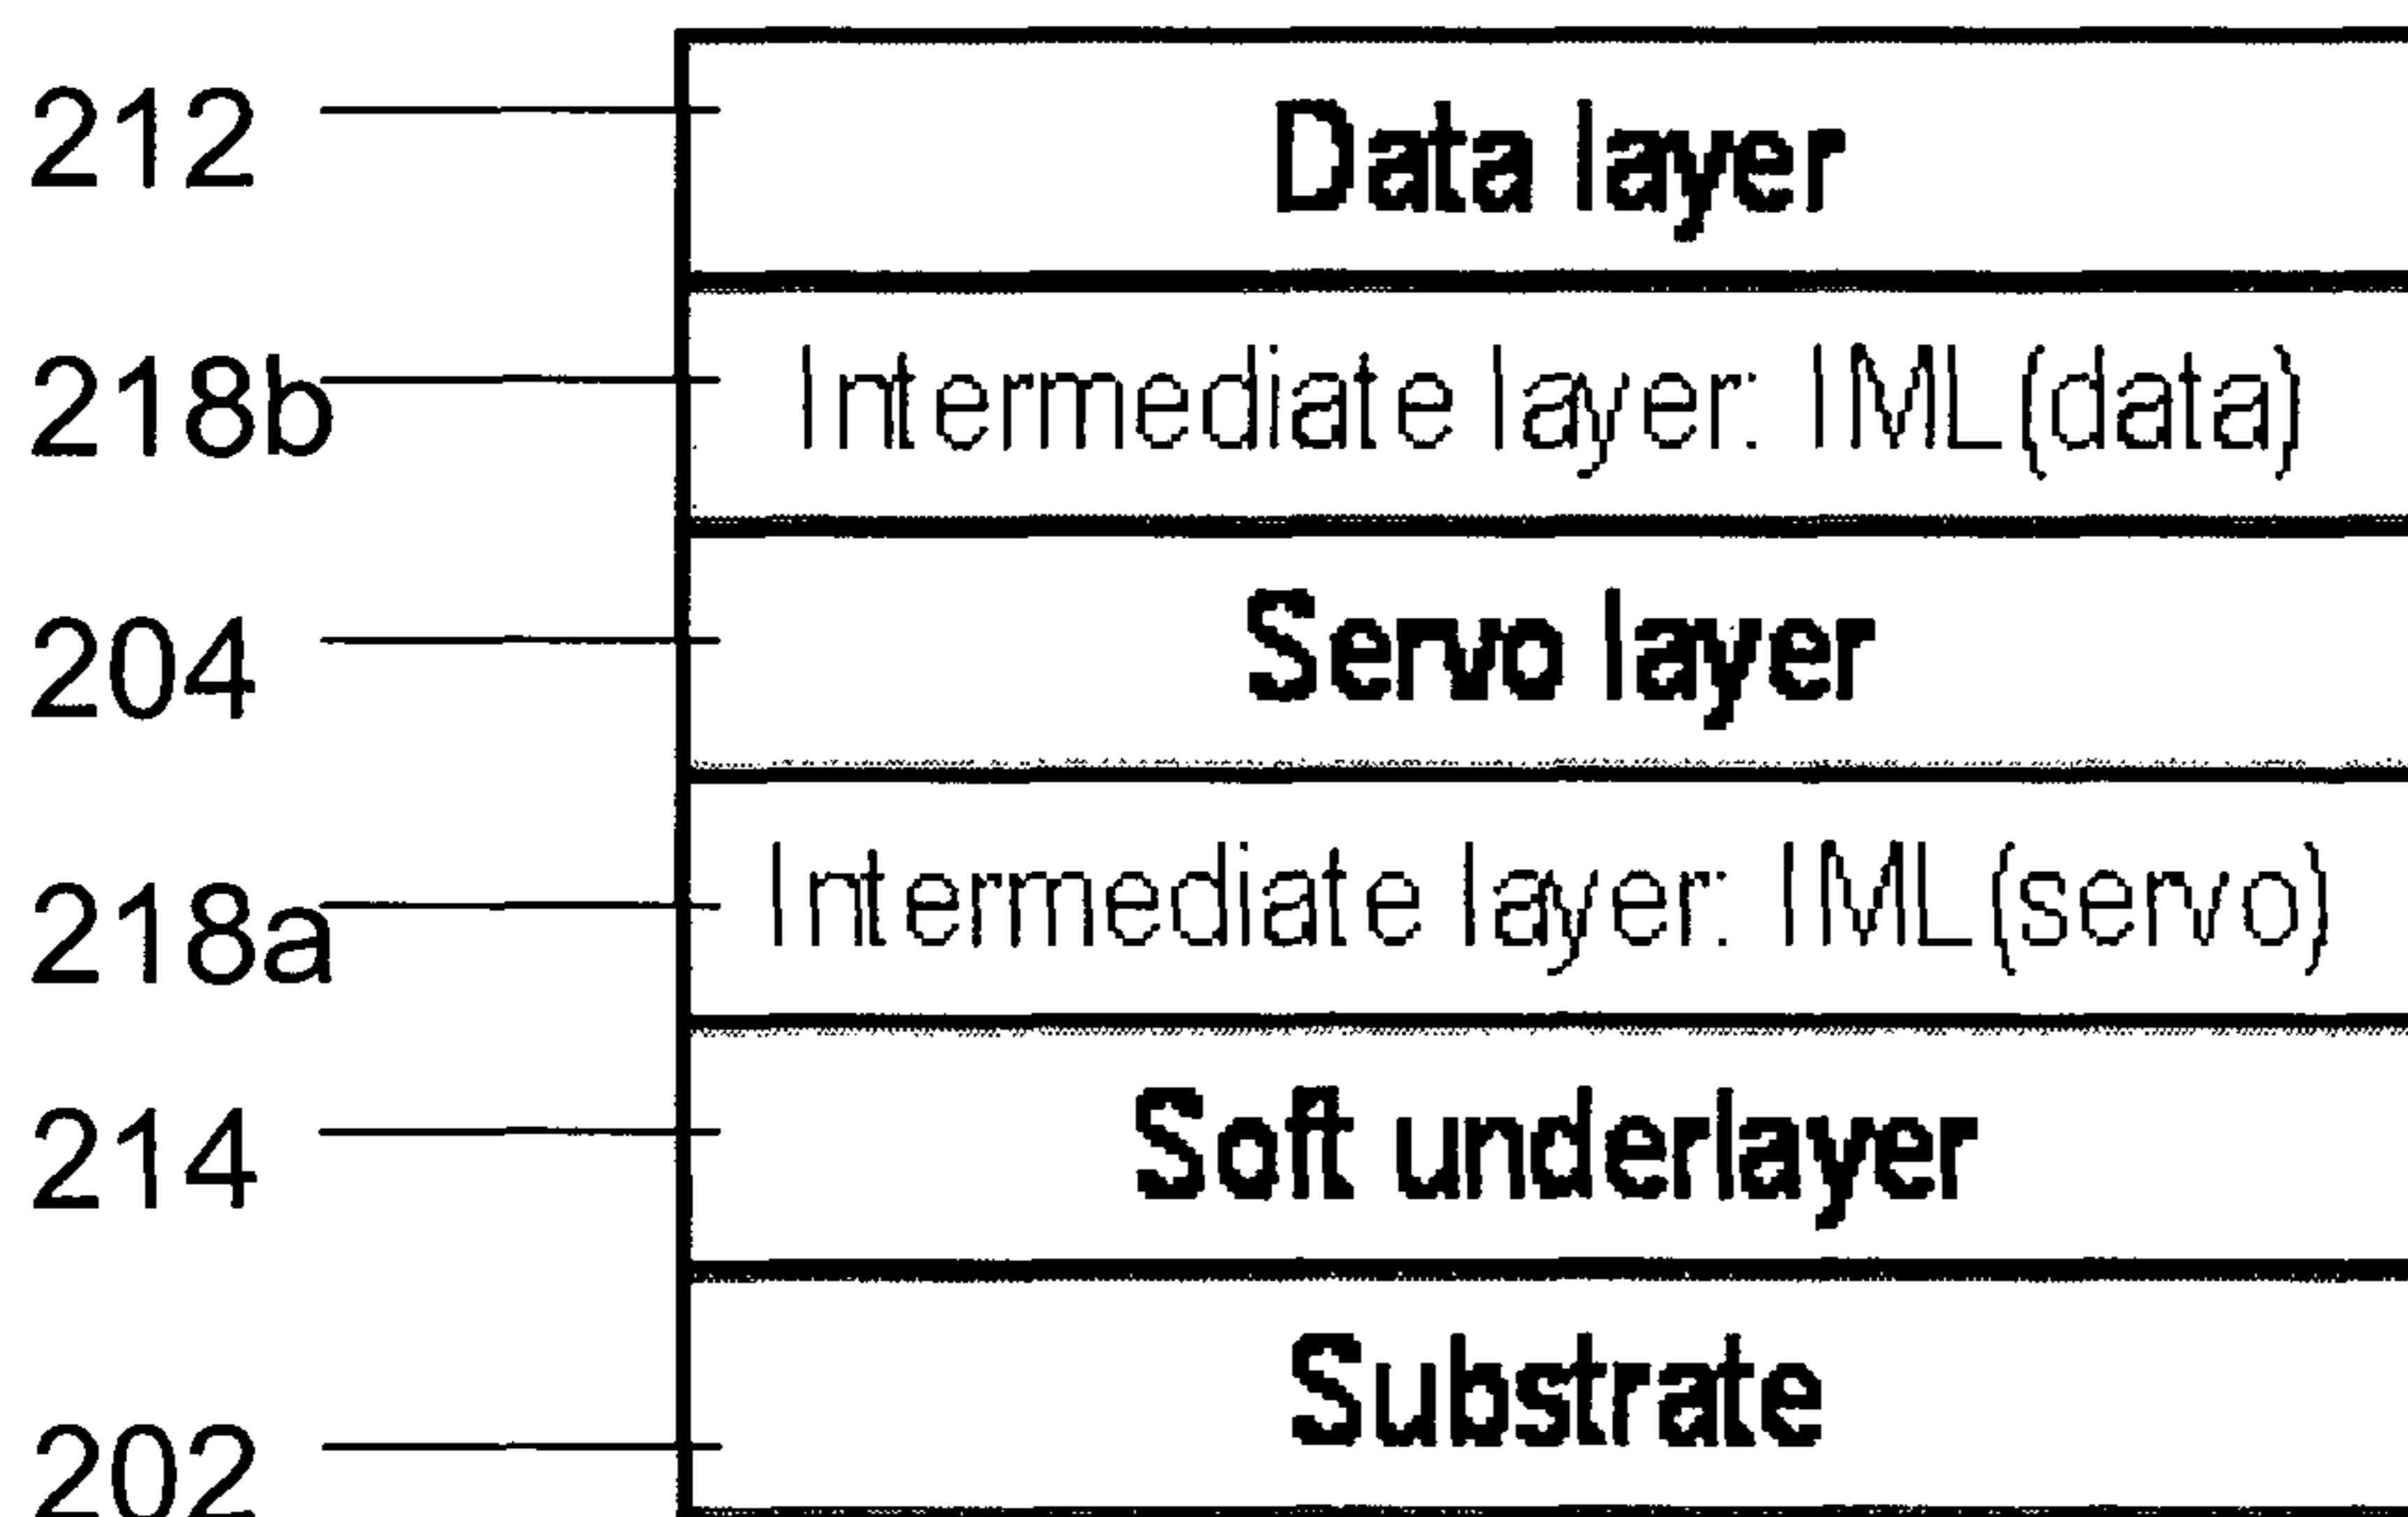 212 Data layer
218b Intermediate layer: IML(data)
204 Servo layer
218a Intermediate layer: IML(servo)
214 Soft underlayer
202 Substrate